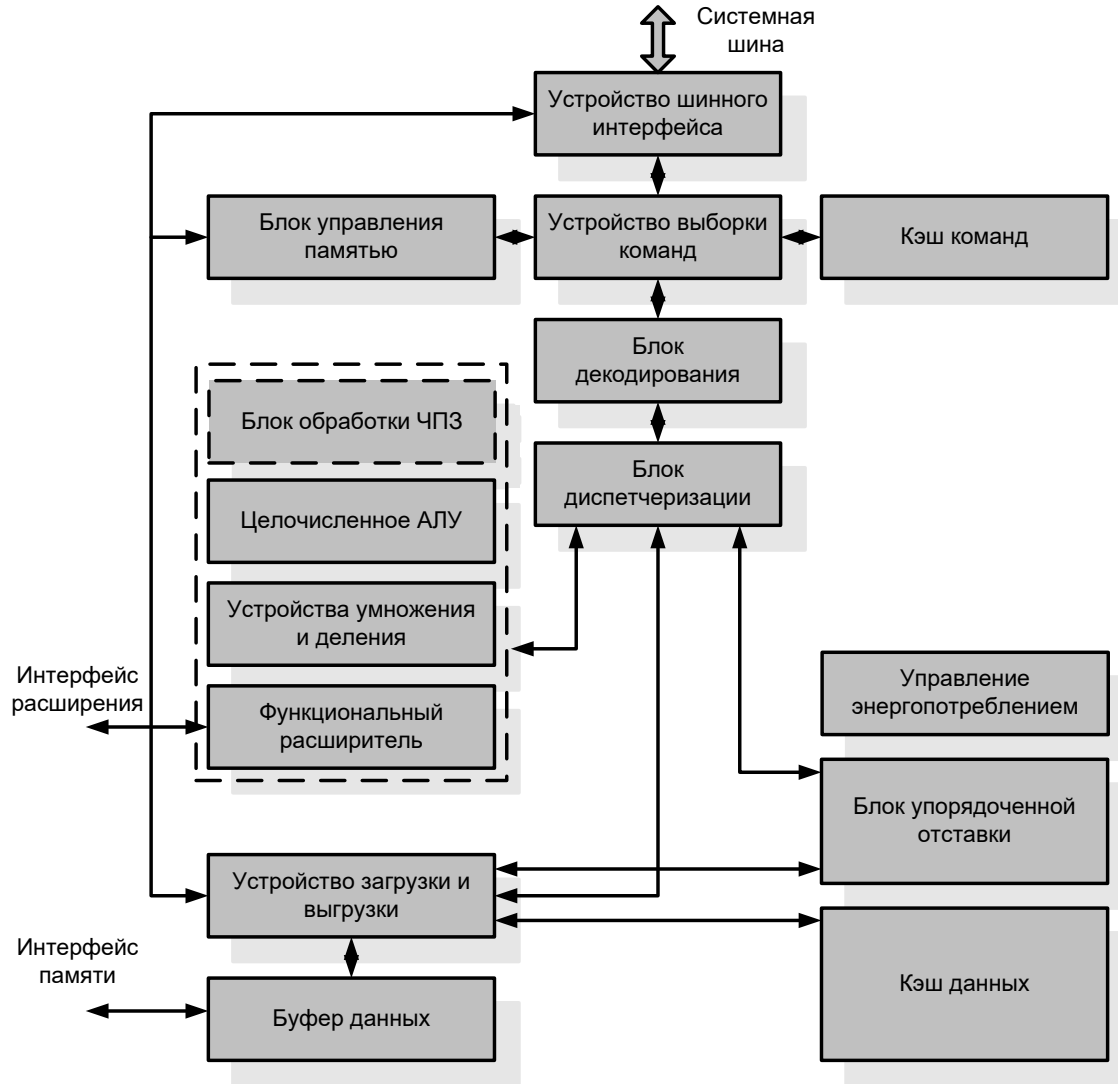 Системная
шина
Устройство шинного
интерфейса
Блок управления
памятью
Устройство выборки
команд
Кэш команд
Блок
декодирования
Блок обработки ЧПЗ
Блок
диспетчеризации
Целочисленное АЛУ
Устройства умножения
и деления
Интерфейс
расширения
Функциональный
расширитель
Управление
энергопотреблением
Блок упорядоченной
отставки
Устройство загрузки и
выгрузки
Интерфейс
памяти
Буфер данных
Кэш данных